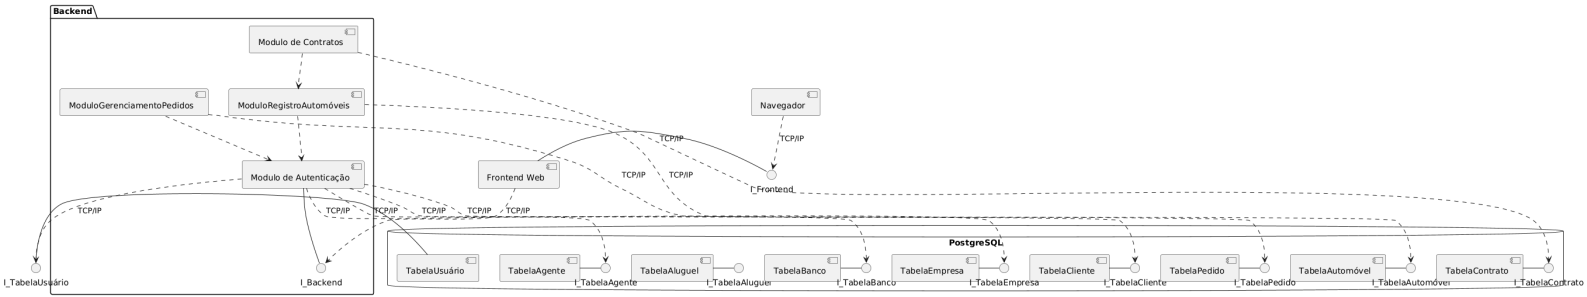 Backend
Modulo de Contratos
ModuloGerenciamentoPedidos
ModuloRegistroAutomóveis
Navegador
TCP/IP
TCP/IP
Modulo de Autenticação
Frontend Web
TCP/IP
TCP/IP
I_Frontend
TCP/IP
TCP/IP
TCP/IP
TCP/IP
TCP/IP
TCP/IP
PostgreSQL
TabelaUsuário
TabelaAgente
TabelaAluguel
TabelaBanco
TabelaEmpresa
TabelaCliente
TabelaPedido
TabelaAutomóvel
TabelaContrato
I_TabelaUsuário
I_Backend
I_TabelaAgente
I_TabelaAluguel
I_TabelaBanco
I_TabelaEmpresa
I_TabelaCliente
I_TabelaPedido
I_TabelaAutomóvel
I_TabelaContrato